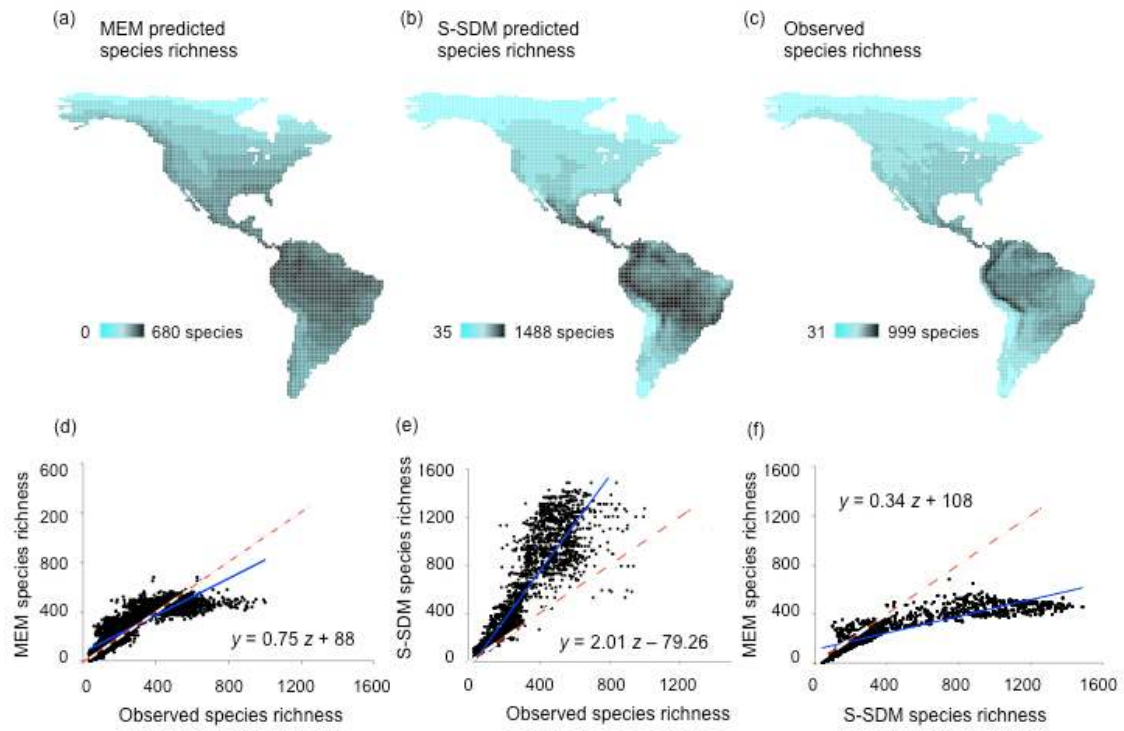 (a) MEM predicted
species richness
(b) S-SDM predicted
species richness
(c) Observed
species richness
0 680 species
35 1488 species
31 999 species
(d)
MEM species richness
600
200
800
400
0
y = 0.75 z + 88
0 400 800 1200 1600
Observed species richness
(e)
S-SDM species richness
1600
1200
800
400
0
y = 2.01 z – 79.26
0 400 800 1200 1600
Observed species richness
(f)
MEM species richness
1600
1200
800
400
0
y = 0.34 z + 108
0 400 800 1200 1600
S-SDM species richness